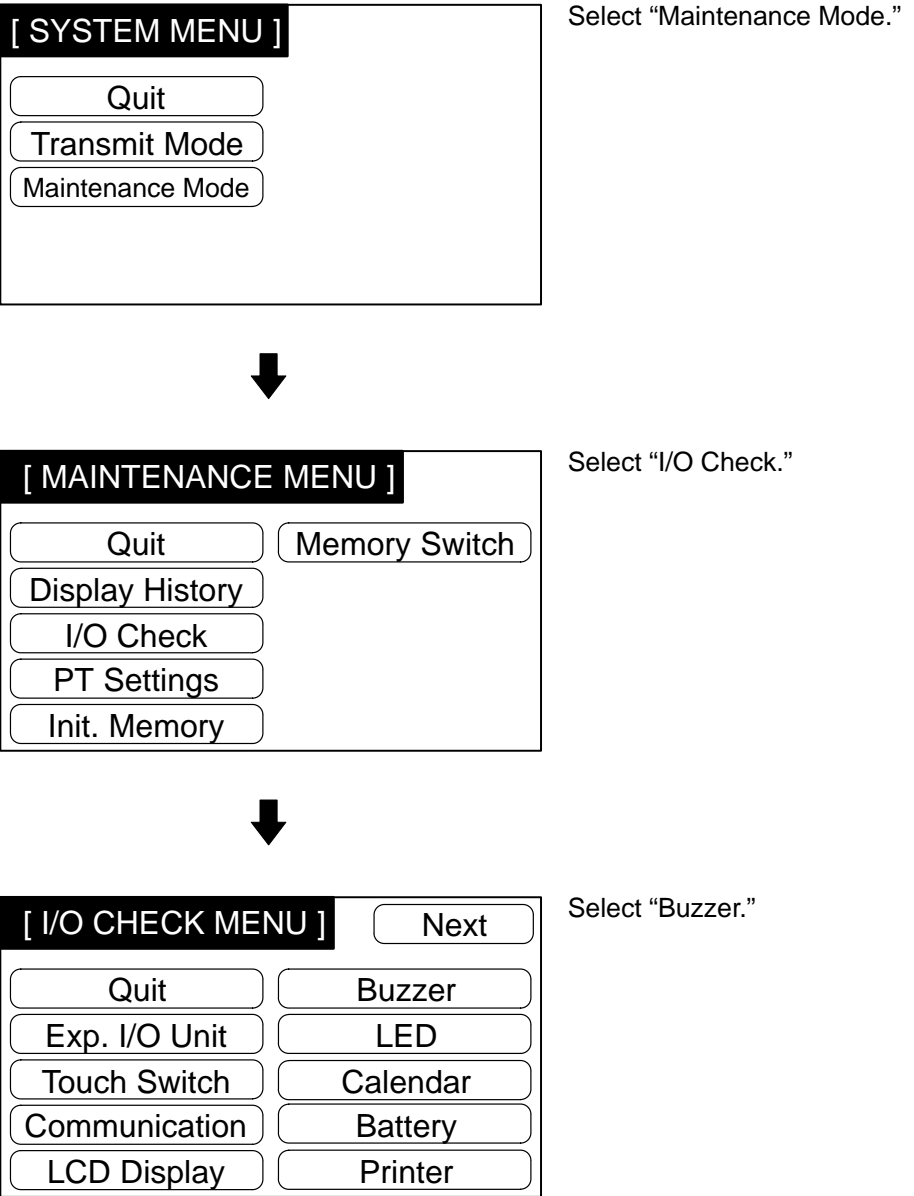 [ SYSTEM MENU ]
Select “Maintenance Mode.”
Quit
Transmit Mode
Maintenance Mode
[ MAINTENANCE MENU ]
Select “I/O Check.”
Quit
Memory Switch
Display History
I/O Check
PT Settings
Init. Memory
[ I/O CHECK MENU ]
Next
Select “Buzzer.”
Quit
Buzzer
Exp. I/O Unit
LED
Touch Switch
Calendar
Communication
Battery
LCD Display
Printer